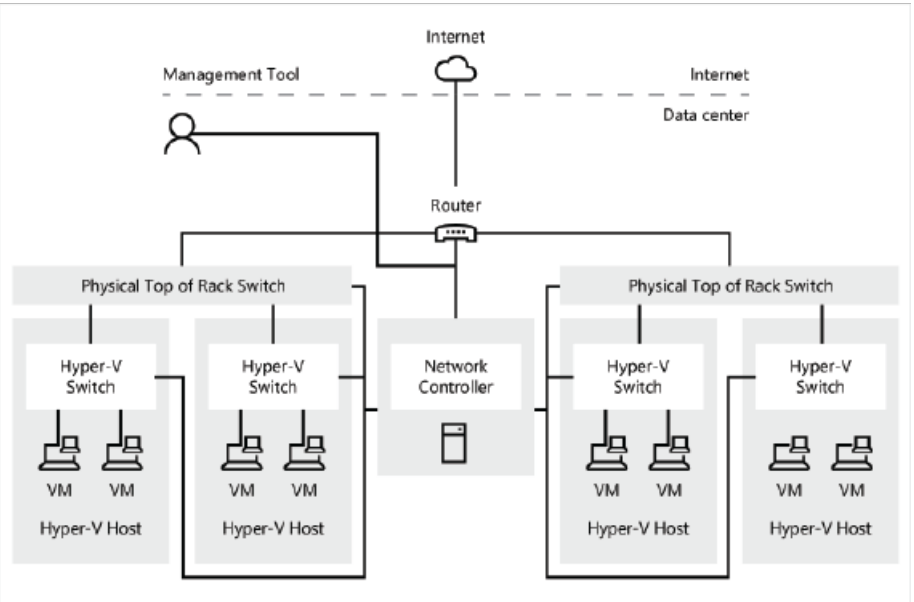 Internet
Management Tool
Internet
Data center
Router
Physical Top of Rack Switch
Physical Top of Rack Switch
Hyper-V
Switch
Hyper-V
Switch
Network
Controller
Hyper-V
Switch
Hyper-V
Switch
VM
VM
VM
VM
VM
VM
VM
VM
Hyper-V Host
Hyper-V Host
Hyper-V Host
Hyper-V Host